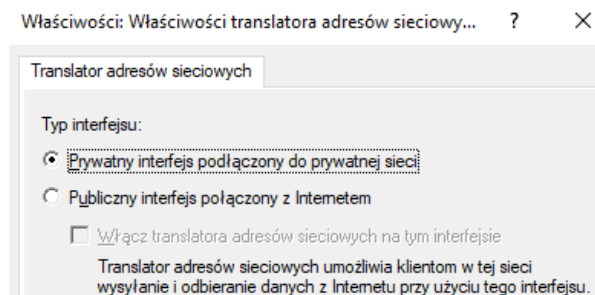 Właściwości: Właściwości translatora adresów sieciowy... ? ✕
Translator adresów sieciowych
Typ interfejsu:
Prywatny interfejs podłączony do prywatnej sieci
Publiczny interfejs połączony z Internetem
Włącz translatora adresów sieciowych na tym interfejsie
Translator adresów sieciowych umożliwia klientom w tej sieci
wysyłanie i odbieranie danych z Internetu przy użyciu tego interfejsu.